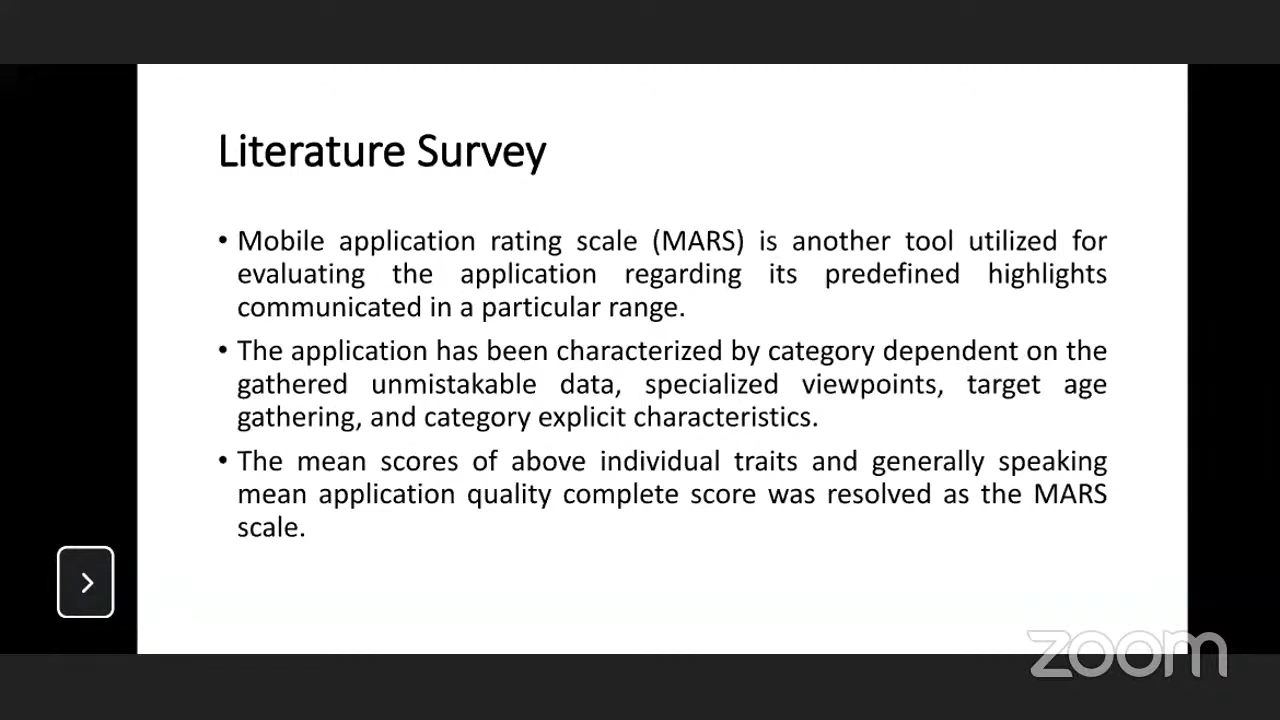 Literature Survey
• Mobile application rating scale (MARS) is another tool utilized for
evaluating the application regarding its predefined highlights
communicated in a particular range.
• The application has been characterized by category dependent on the
gathered unmistakable data, specialized viewpoints, target age
gathering, and category explicit characteristics.
• The mean scores of above individual traits and generally speaking
mean application quality complete score was resolved as the MARS
scale.
zoom